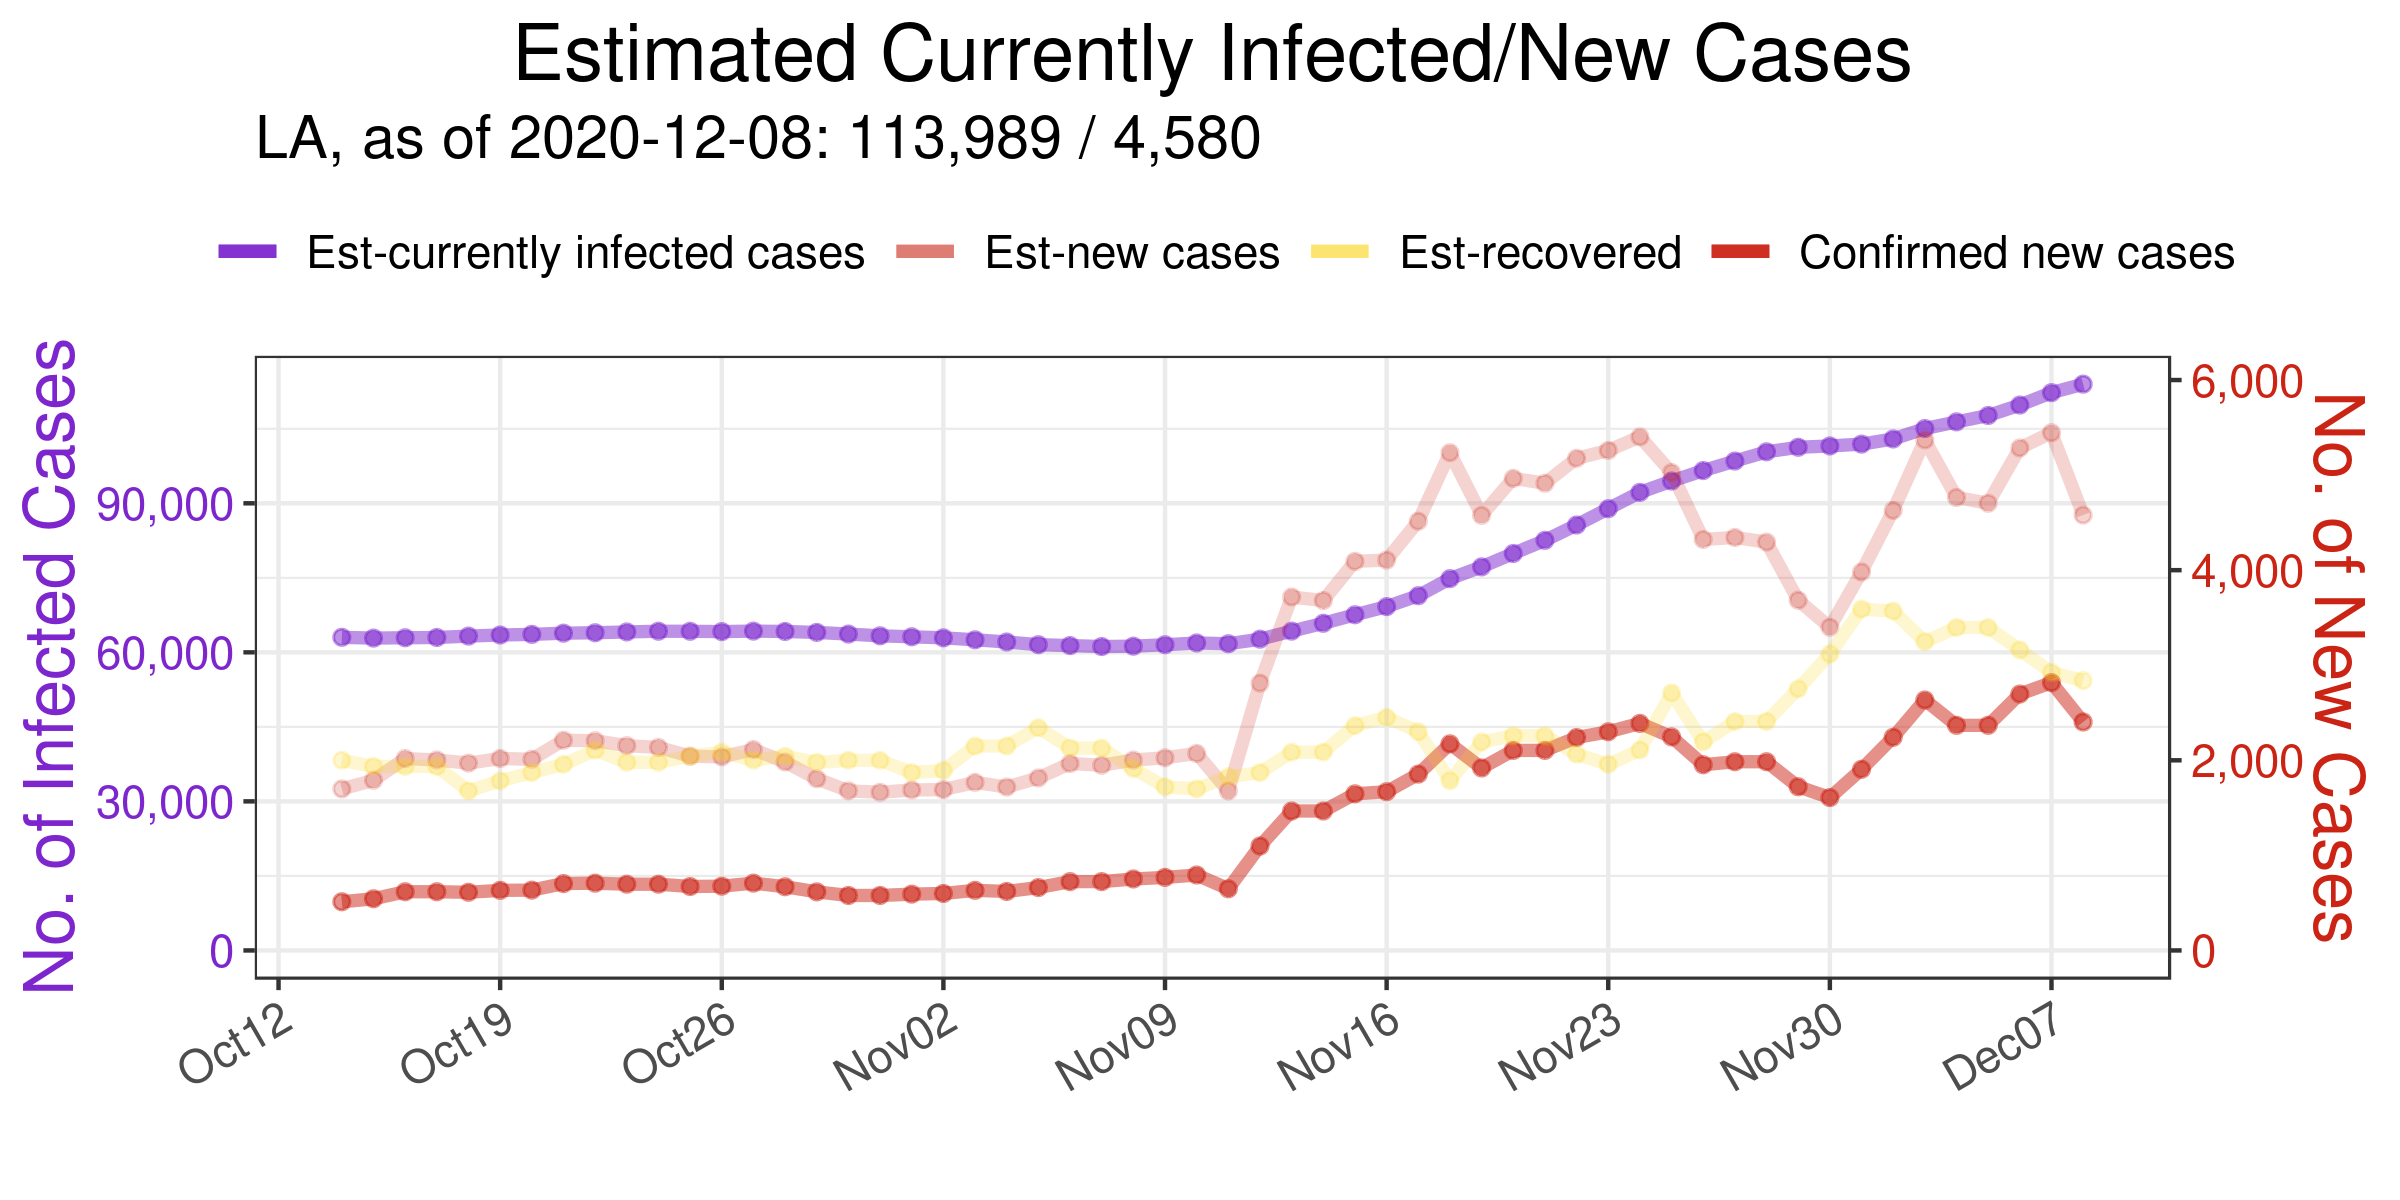 Estimated Currently Infected/New Cases
LA, as of 2020-12-08: 113,989 / 4,580
Est-currently infected cases
Est-new cases
Est-recovered
Confirmed new cases
No. of Infected Cases
90,000
60,000
30,000
0
6,000
4,000
2,000
0
No. of New Cases
Oct12
Oct19
Oct26
Nov02
Nov09
Nov16
Nov23
Nov30
Dec07